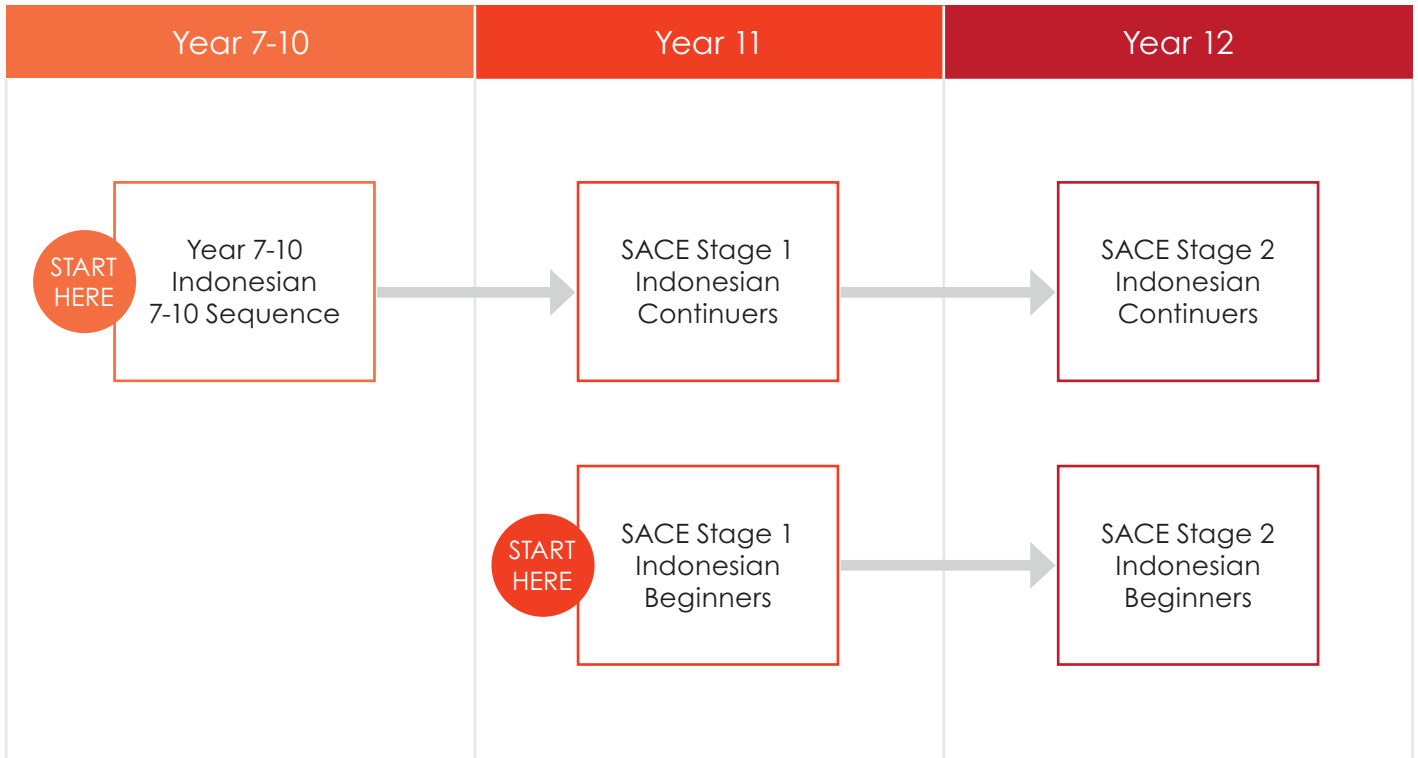 Year 7-10
Year 11
Year 12
START
HERE
Year 7-10
Indonesian
7-10 Sequence
SACE Stage 1
Indonesian
Continuers
SACE Stage 2
Indonesian
Continuers
START
HERE
SACE Stage 1
Indonesian
Beginners
SACE Stage 2
Indonesian
Beginners